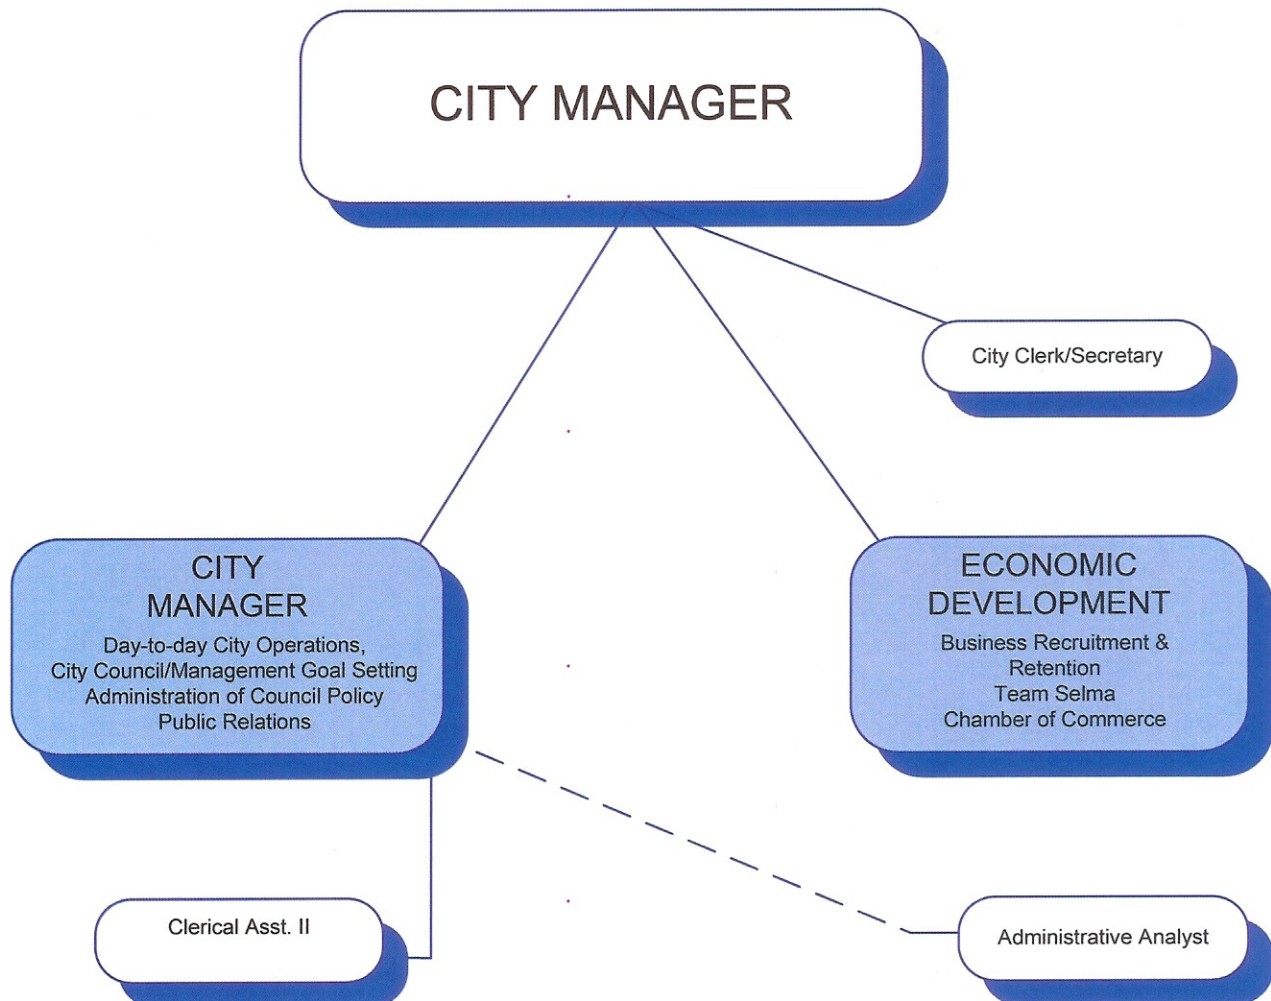 CITY MANAGER
City Clerk/Secretary
CITY
MANAGER
Day-to-day City Operations,
City Council/Management Goal Setting
Administration of Council Policy
Public Relations
ECONOMIC
DEVELOPMENT
Business Recruitment &
Retention
Team Selma
Chamber of Commerce
Clerical Asst. II
Administrative Analyst